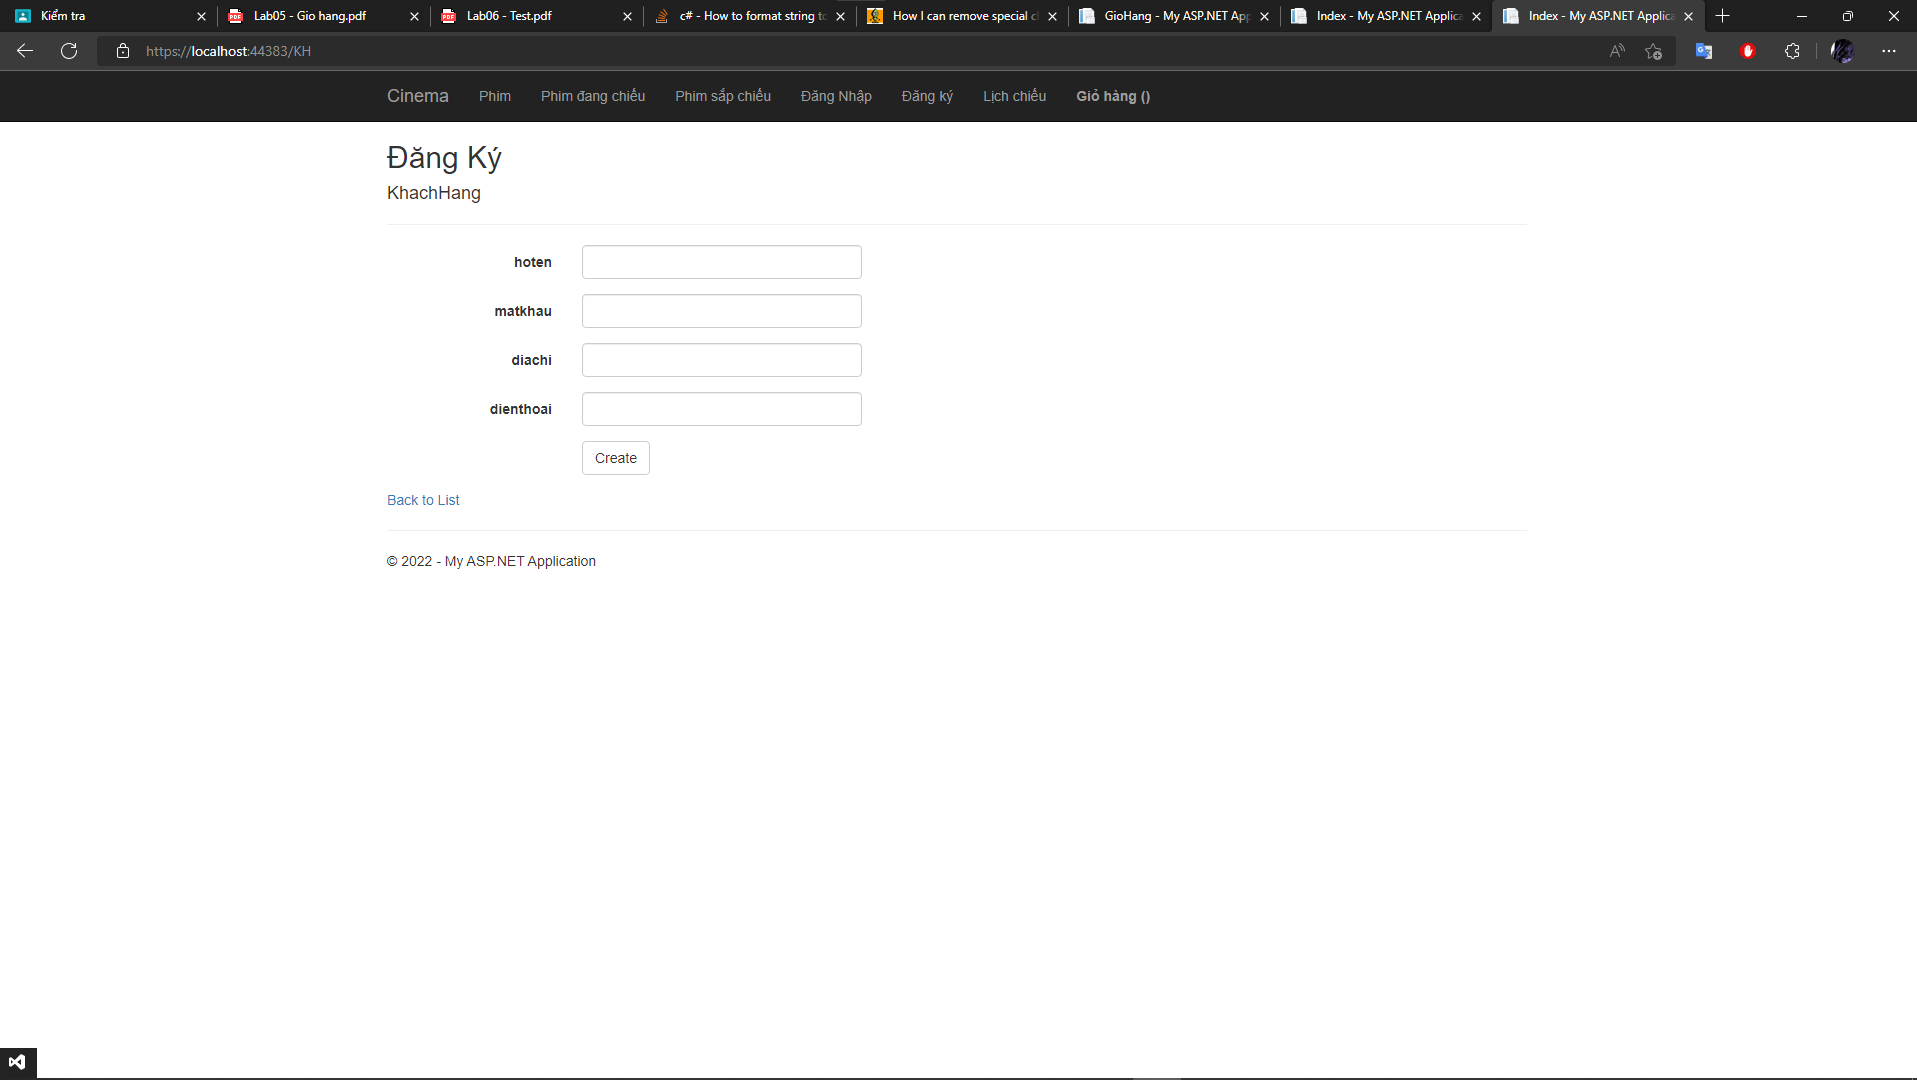 Kiểm tra
Lab05 - Gio hang.pdf
Lab06 - Test.pdf
c# - How to format string to
How I can remove special c
GioHang - My ASP.NET App
Index - My ASP.NET Applica
Index - My ASP.NET Applica
https://localhost:44383/KH
Cinema
Phim
Phim đang chiếu
Phim sắp chiếu
Đăng Nhập
Đăng ký
Lịch chiếu
Giỏ hàng ()
Đăng Ký
KhachHang
hoten
matkhau
diachi
dienthoai
Create
Back to List
© 2022 - My ASP.NET Application